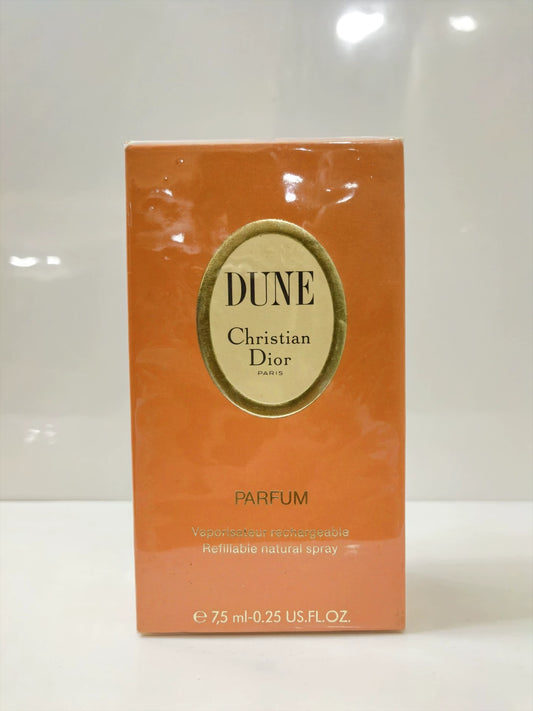 DUNE
Christian
Dior
PARIS
PARFUM
Vaporisateur rechargeable
Refillable natural spray
℮ 7,5 ml-0.25 US.FL.OZ.